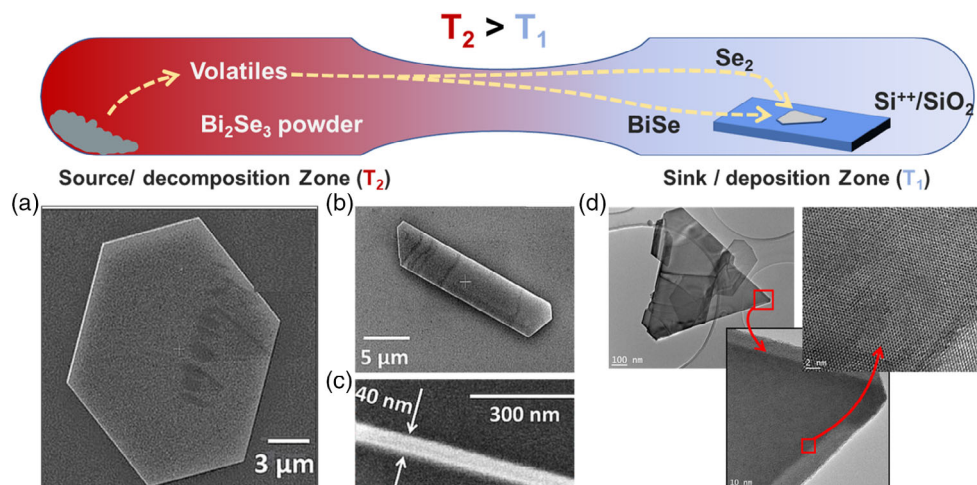 T₂ > T₁
Volatiles
Se₂
Si⁺⁺/SiO₂
Bi₂Se₃ powder
BiSe
Source/ decomposition Zone (T₂)
Sink / deposition Zone (T₁)
(a)
(b)
(d)
5 µm
100 nm
2 nm
(c)
40 nm
300 nm
3 µm
10 nm